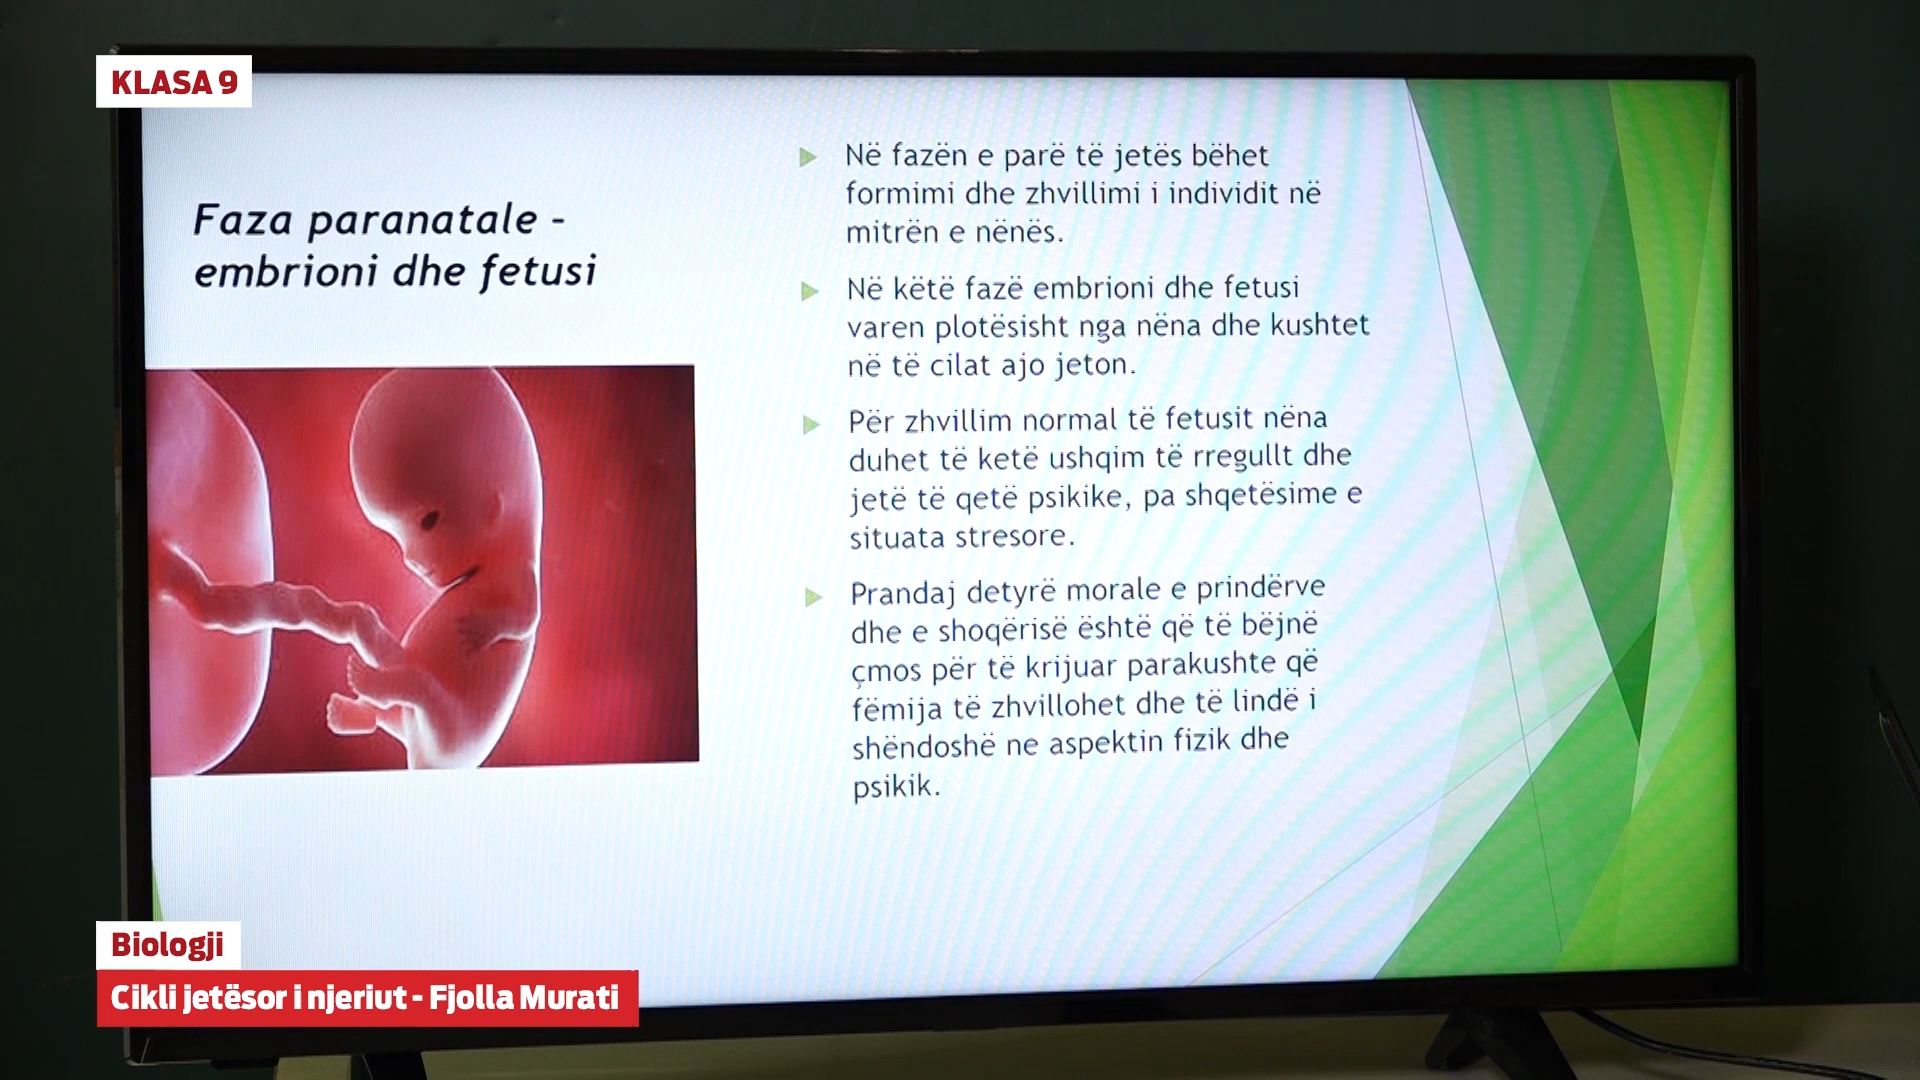 KLASA 9
Faza paranatale -
embrioni dhe fetusi
Në fazën e parë të jetës bëhet
formimi dhe zhvillimi i individit në
mitrën e nënës.
Në këtë fazë embrioni dhe fetusi
varen plotësisht nga nëna dhe kushtet
në të cilat ajo jeton.
Për zhvillim normal të fetusit nëna
duhet të ketë ushqim të rregullt dhe
jetë të qetë psikike, pa shqetësime e
situata stresore.
Prandaj detyrë morale e prindërve
dhe e shoqërisë është që të bëjnë
çmos për të krijuar parakushte që
fëmija të zhvillohet dhe të lindë i
shëndoshë ne aspektin fizik dhe
psikik.
Biologji
Cikli jetësor i njeriut - Fjolla Murati